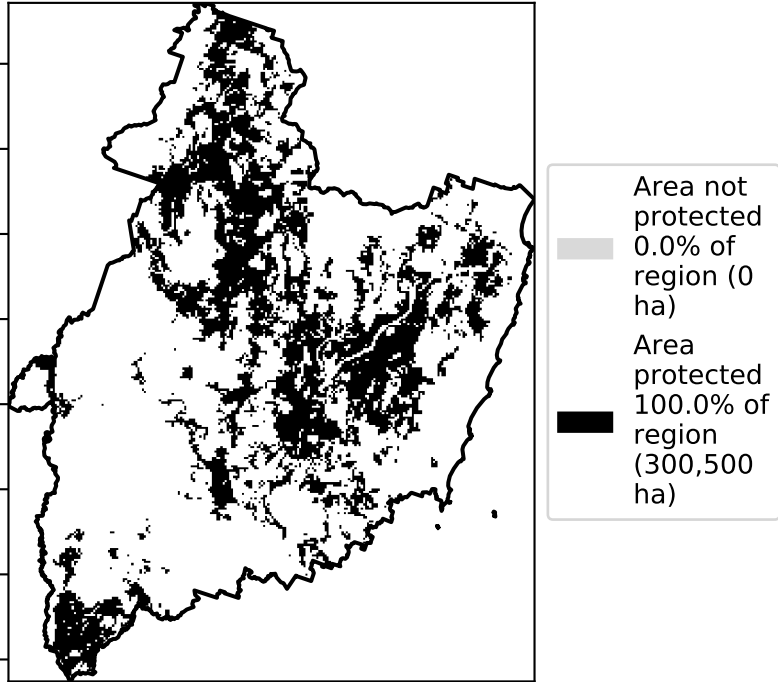 Area not
protected
0.0% of
region (0
ha)
Area
protected
100.0% of
region
(300,500
ha)